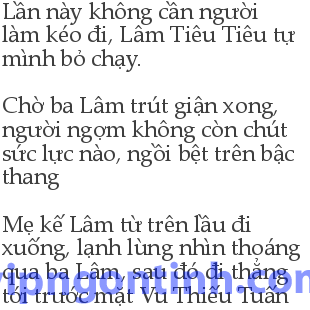 Lần này không cần người
làm kéo đi, Lâm Tiêu Tiêu tự
mình bỏ chạy.
Chờ ba Lâm trút giận xong,
người ngợm không còn chút
sức lực nào, ngồi bệt trên bậc
thang
Mẹ kế Lâm từ trên lầu đi
xuống, lạnh lùng nhìn thoáng
qua ba Lâm, sau đó đi thẳng
tới trước mặt Vu Thiếu Tuấn
vipngontinh.com